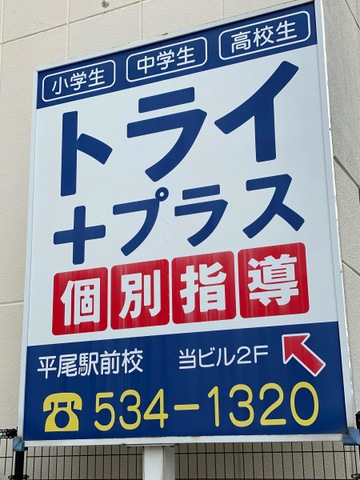 小学生 中学生 高校生
トライ
+プラス
個別指導
平尾駅前校 当ビル2F
☎534-1320